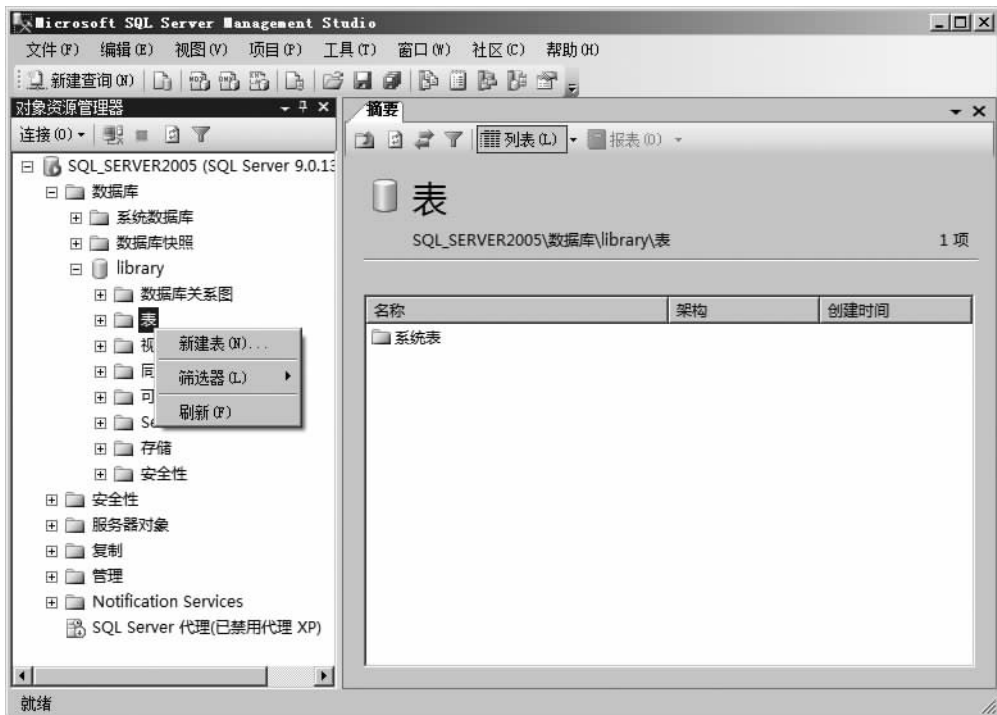 Microsoft SQL Server Management Studio
文件(F) 编辑(E) 视图(V) 项目(P) 工具(T) 窗口(W) 社区(C) 帮助(H)
新建查询(N)
对象资源管理器
连接(O)
SQL_SERVER2005 (SQL Server 9.0.13
数据库
系统数据库
数据库快照
library
数据库关系图
表
视
同
可
Se
存储
安全性
安全性
服务器对象
复制
管理
Notification Services
SQL Server 代理(已禁用代理 XP)
新建表(N)...
筛选器(L)
刷新(F)
摘要
列表(L) 报表(O)
表
SQL_SERVER2005\数据库\library\表 1 项
名称 架构 创建时间
系统表
就绪